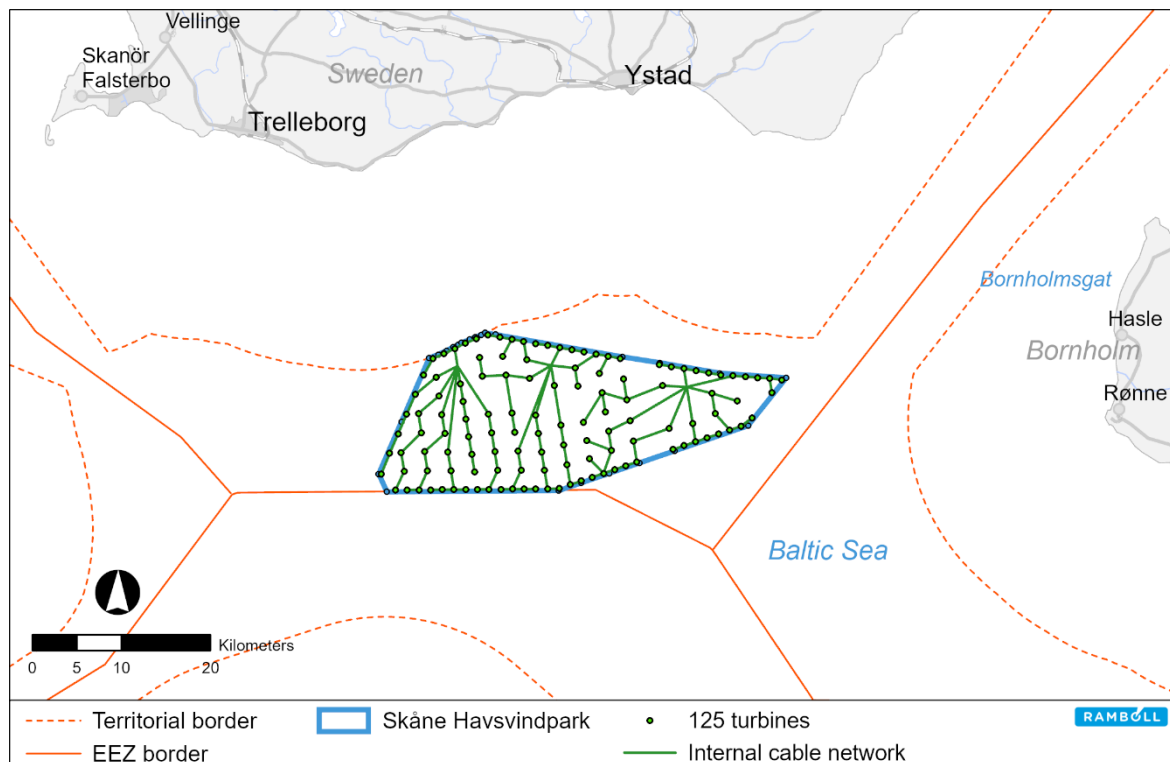 Vellinge
Skanör
Falsterbo
Sweden
Ystad
Trelleborg
Bornholmsgat
Hasle
Bornholm
Rønne
Baltic Sea
Kilometers
0 5 10 20
Territorial border
Skåne Havsvindpark
125 turbines
RAMBOLL
EEZ border
Internal cable network